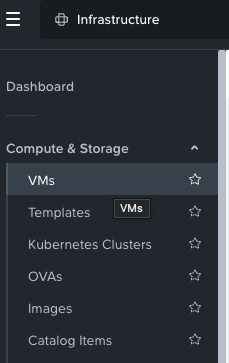 Infrastructure
Dashboard
Compute & Storage
VMs
Templates
VMs
Kubernetes Clusters
OVAs
Images
Catalog Items